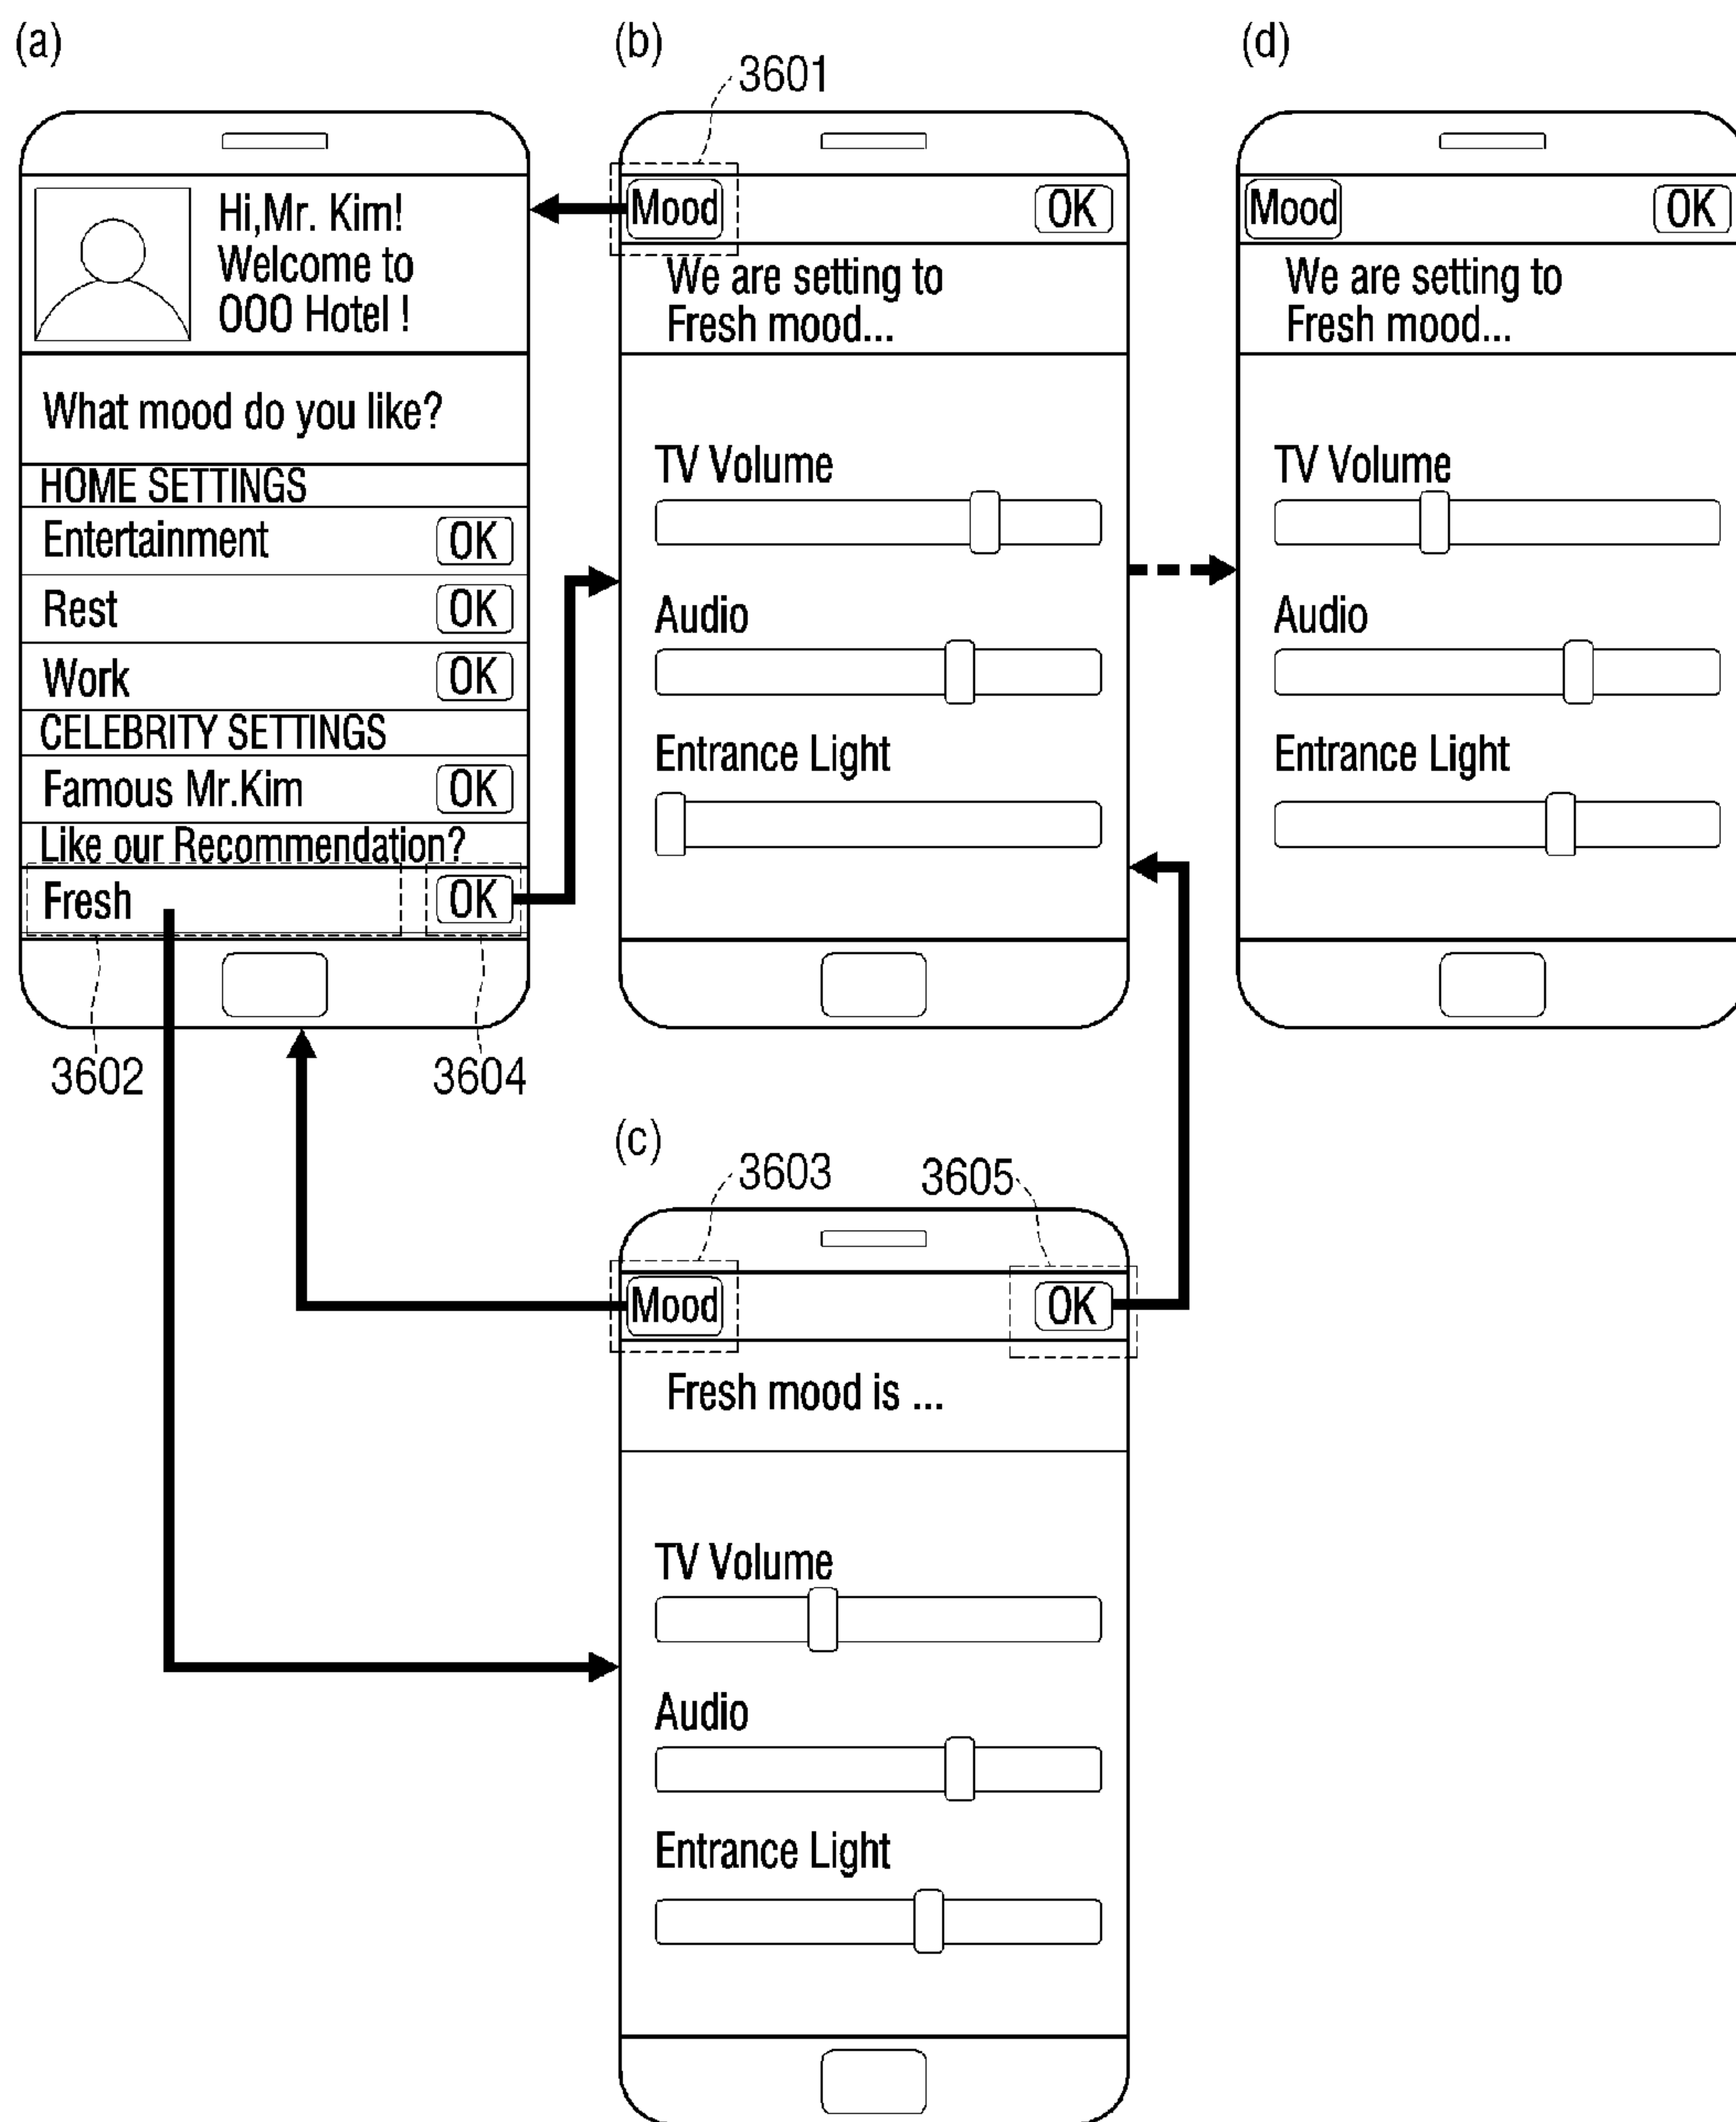 (a)
Hi,Mr. Kim!
Welcome to
OOO Hotel !
What mood do you like?
HOME SETTINGS
Entertainment OK
Rest OK
Work OK
CELEBRITY SETTINGS
Famous Mr.Kim OK
Like our Recommendation?
Fresh OK
3602 3604
(b)
3601
Mood OK
We are setting to
Fresh mood...
TV Volume
Audio
Entrance Light
(d)
Mood OK
We are setting to
Fresh mood...
TV Volume
Audio
Entrance Light
(c)
3603 3605
Mood OK
Fresh mood is ...
TV Volume
Audio
Entrance Light